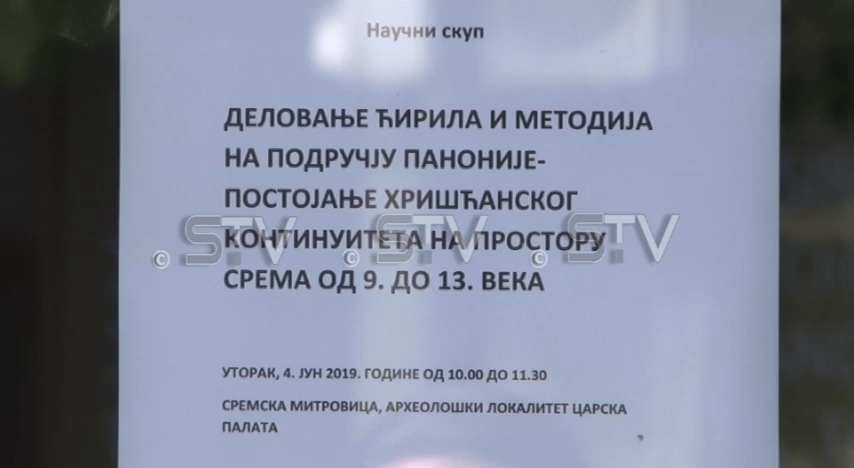 Научни скуп
ДЕЛОВАЊЕ ЋИРИЛА И МЕТОДИЈА
НА ПОДРУЧЈУ ПАНОНИЈЕ-
ПОСТОЈАЊЕ ХРИШЋАНСКОГ
КОНТИНУИТЕТА НА ПРОСТОРУ
© STV © STV © STV
СРЕМА ОД 9. ДО 13. ВЕКА
УТОРАК, 4. ЈУН 2019. ГОДИНЕ ОД 10.00 ДО 11.30
СРЕМСКА МИТРОВИЦА, АРХЕОЛОШКИ ЛОКАЛИТЕТ ЦАРСКА
ПАЛАТА